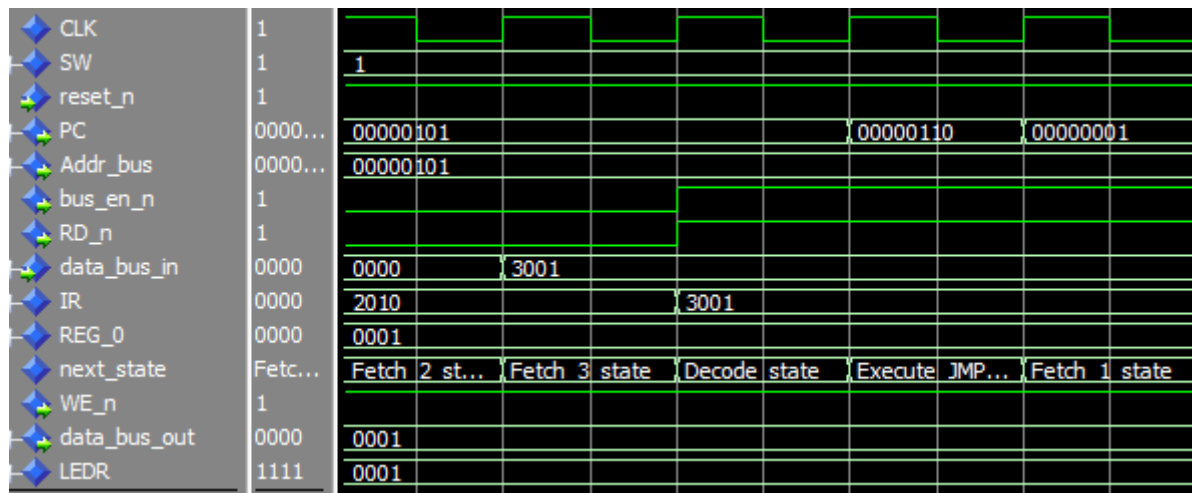 CLK 1
SW 1 1
reset_n 1
PC 0000... 00000101 00000110 00000001
Addr_bus 0000... 00000101
bus_en_n 1
RD_n 1
data_bus_in 0000 0000 3001
IR 0000 2010 3001
REG_0 0000 0001
next_state Fetc... Fetch 2 st... Fetch 3 state Decode state Execute JMP... Fetch 1 state
WE_n 1
data_bus_out 0000 0001
LEDR 1111 0001